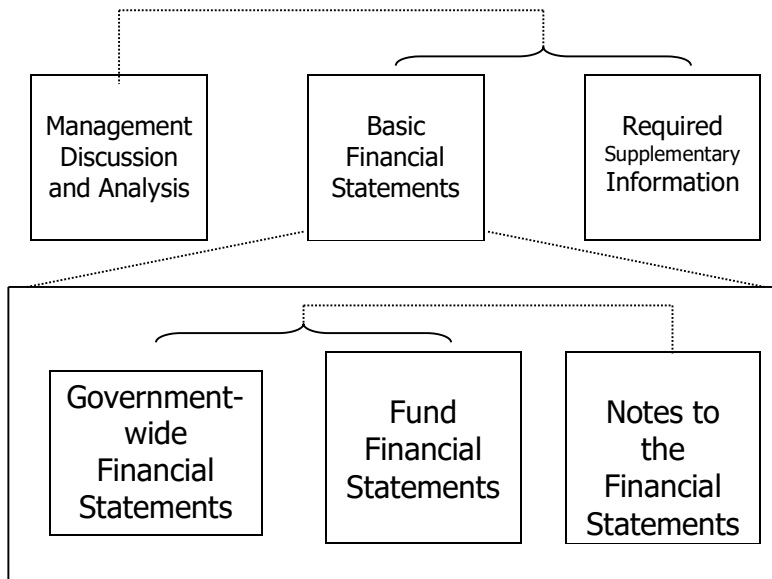 Management
Discussion
and Analysis
Basic
Financial
Statements
Required
Supplementary
Information
Government-
wide
Financial
Statements
Fund
Financial
Statements
Notes to
the
Financial
Statements